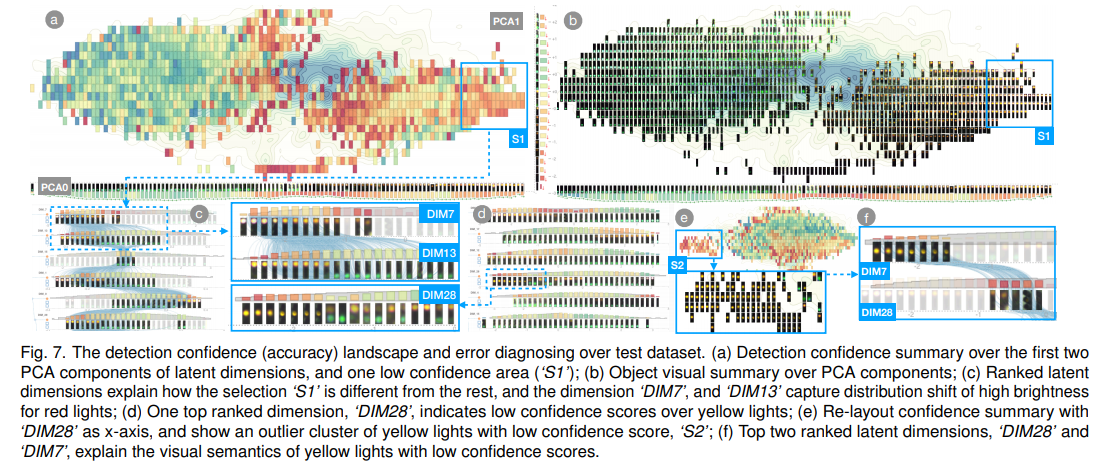 a
PCA1
b
S1
S1
PCA0
c
DIM7
DIM13
DIM28
d
e
S2
f
DIM7
DIM28
Fig. 7. The detection confidence (accuracy) landscape and error diagnosing over test dataset. (a) Detection confidence summary over the first two
PCA components of latent dimensions, and one low confidence area (‘S1’); (b) Object visual summary over PCA components; (c) Ranked latent
dimensions explain how the selection ‘S1’ is different from the rest, and the dimension ‘DIM7’, and ‘DIM13’ capture distribution shift of high brightness
for red lights; (d) One top ranked dimension, ‘DIM28’, indicates low confidence scores over yellow lights; (e) Re-layout confidence summary with
‘DIM28’ as x-axis, and show an outlier cluster of yellow lights with low confidence score, ‘S2’; (f) Top two ranked latent dimensions, ‘DIM28’ and
‘DIM7’, explain the visual semantics of yellow lights with low confidence scores.